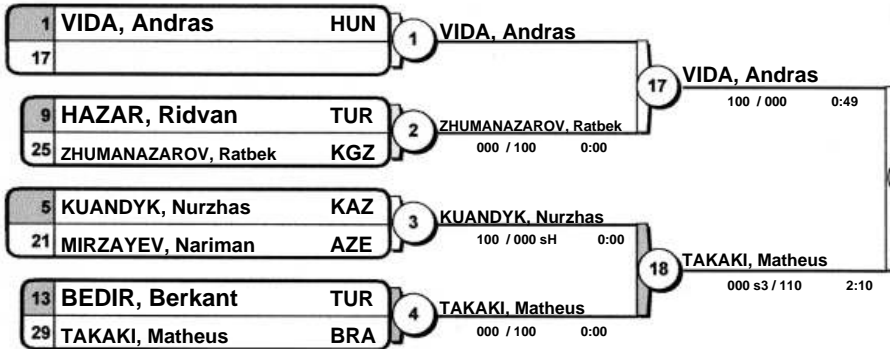 1 VIDA, Andras HUN
17
1
VIDA, Andras
9 HAZAR, Ridvan TUR
25 ZHUMANAZAROV, Ratbek KGZ
2
ZHUMANAZAROV, Ratbek
000 / 100 0:00
17
VIDA, Andras
100 / 000 0:49
5 KUANDYK, Nurzhas KAZ
21 MIRZAYEV, Nariman AZE
3
KUANDYK, Nurzhas
100 / 000 sH 0:00
13 BEDIR, Berkant TUR
29 TAKAKI, Matheus BRA
4
TAKAKI, Matheus
000 / 100 0:00
18
TAKAKI, Matheus
000 s3 / 110 2:10